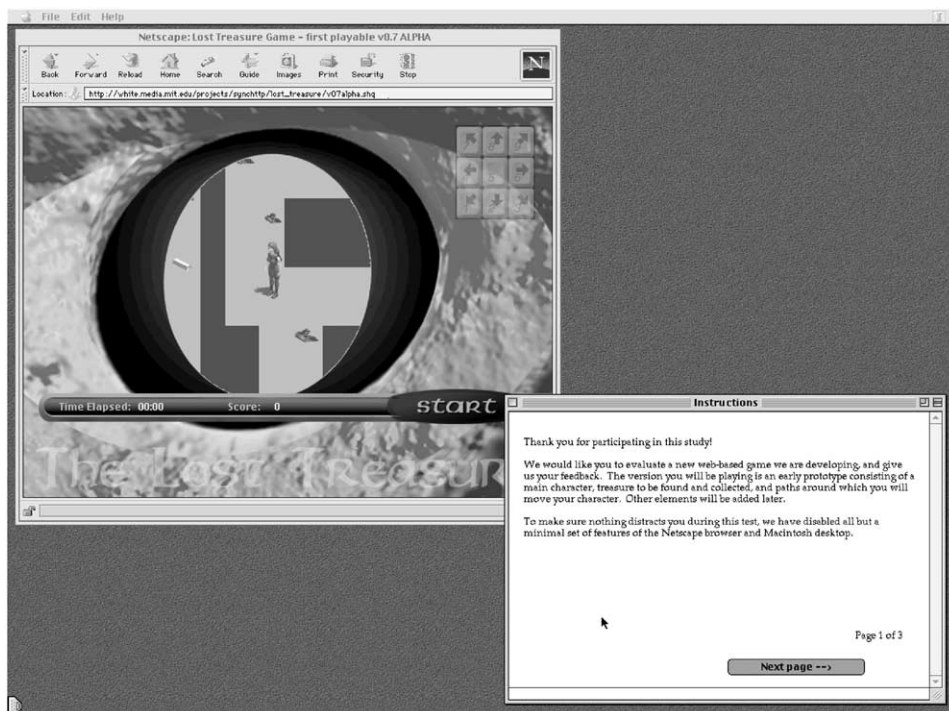 File Edit Help
Netscape: Lost Treasure Game - first playable v0.7 ALPHA
Back Forward Reload Home Search Guide Images Print Security Stop
N
Location: http://white.media.mit.edu/projects/synchttp/lost_treasure/v07alpha.shq
Time Elapsed: 00:00 Score: 0
START
The Lost Treasur
Instructions
Thank you for participating in this study!
We would like you to evaluate a new web-based game we are developing, and give
us your feedback. The version you will be playing is an early prototype consisting of a
main character, treasure to be found and collected, and paths around which you will
move your character. Other elements will be added later.
To make sure nothing distracts you during this test, we have disabled all but a
minimal set of features of the Netscape browser and Macintosh desktop.
Page 1 of 3
Next page -->